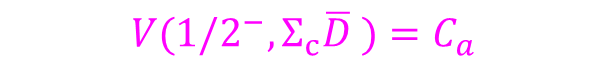 V(1/2⁻, Σ_c D̄ ) = C_a